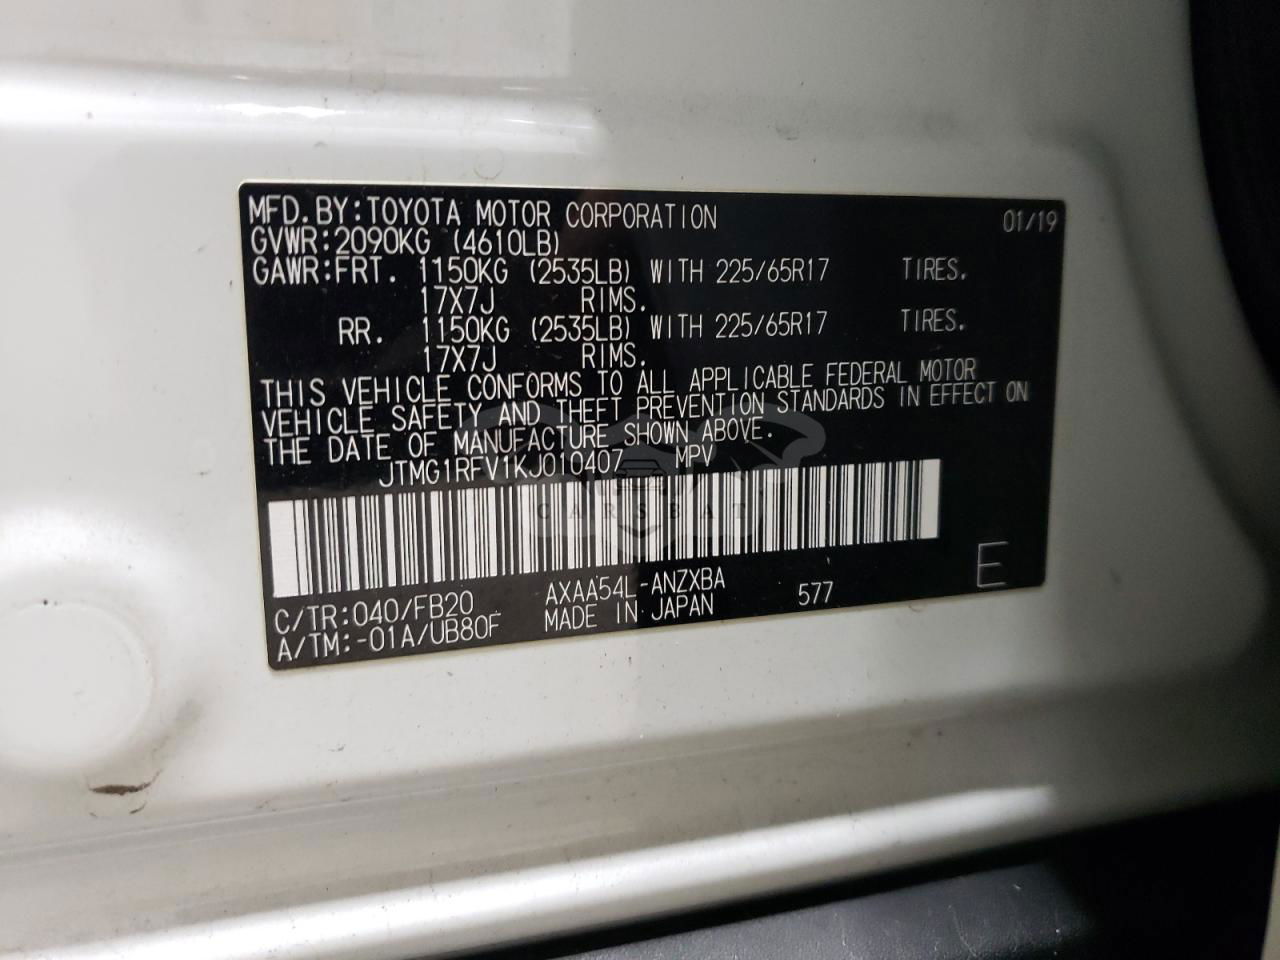 MFD.BY:TOYOTA MOTOR CORPORATION 01/19
GVWR:2090KG (4610LB)
GAWR:FRT. 1150KG (2535LB) WITH 225/65R17 TIRES.
17X7J RIMS.
RR. 1150KG (2535LB) WITH 225/65R17 TIRES.
17X7J RIMS.
THIS VEHICLE CONFORMS TO ALL APPLICABLE FEDERAL MOTOR
VEHICLE SAFETY AND THEFT PREVENTION STANDARDS IN EFFECT ON
THE DATE OF MANUFACTURE SHOWN ABOVE.
JTMG1RFV1KJ010407 MPV
CARSBAT
C/TR:040/FB20 AXAA54L-ANZXBA 577 E
A/TM:-01A/UB80F MADE IN JAPAN